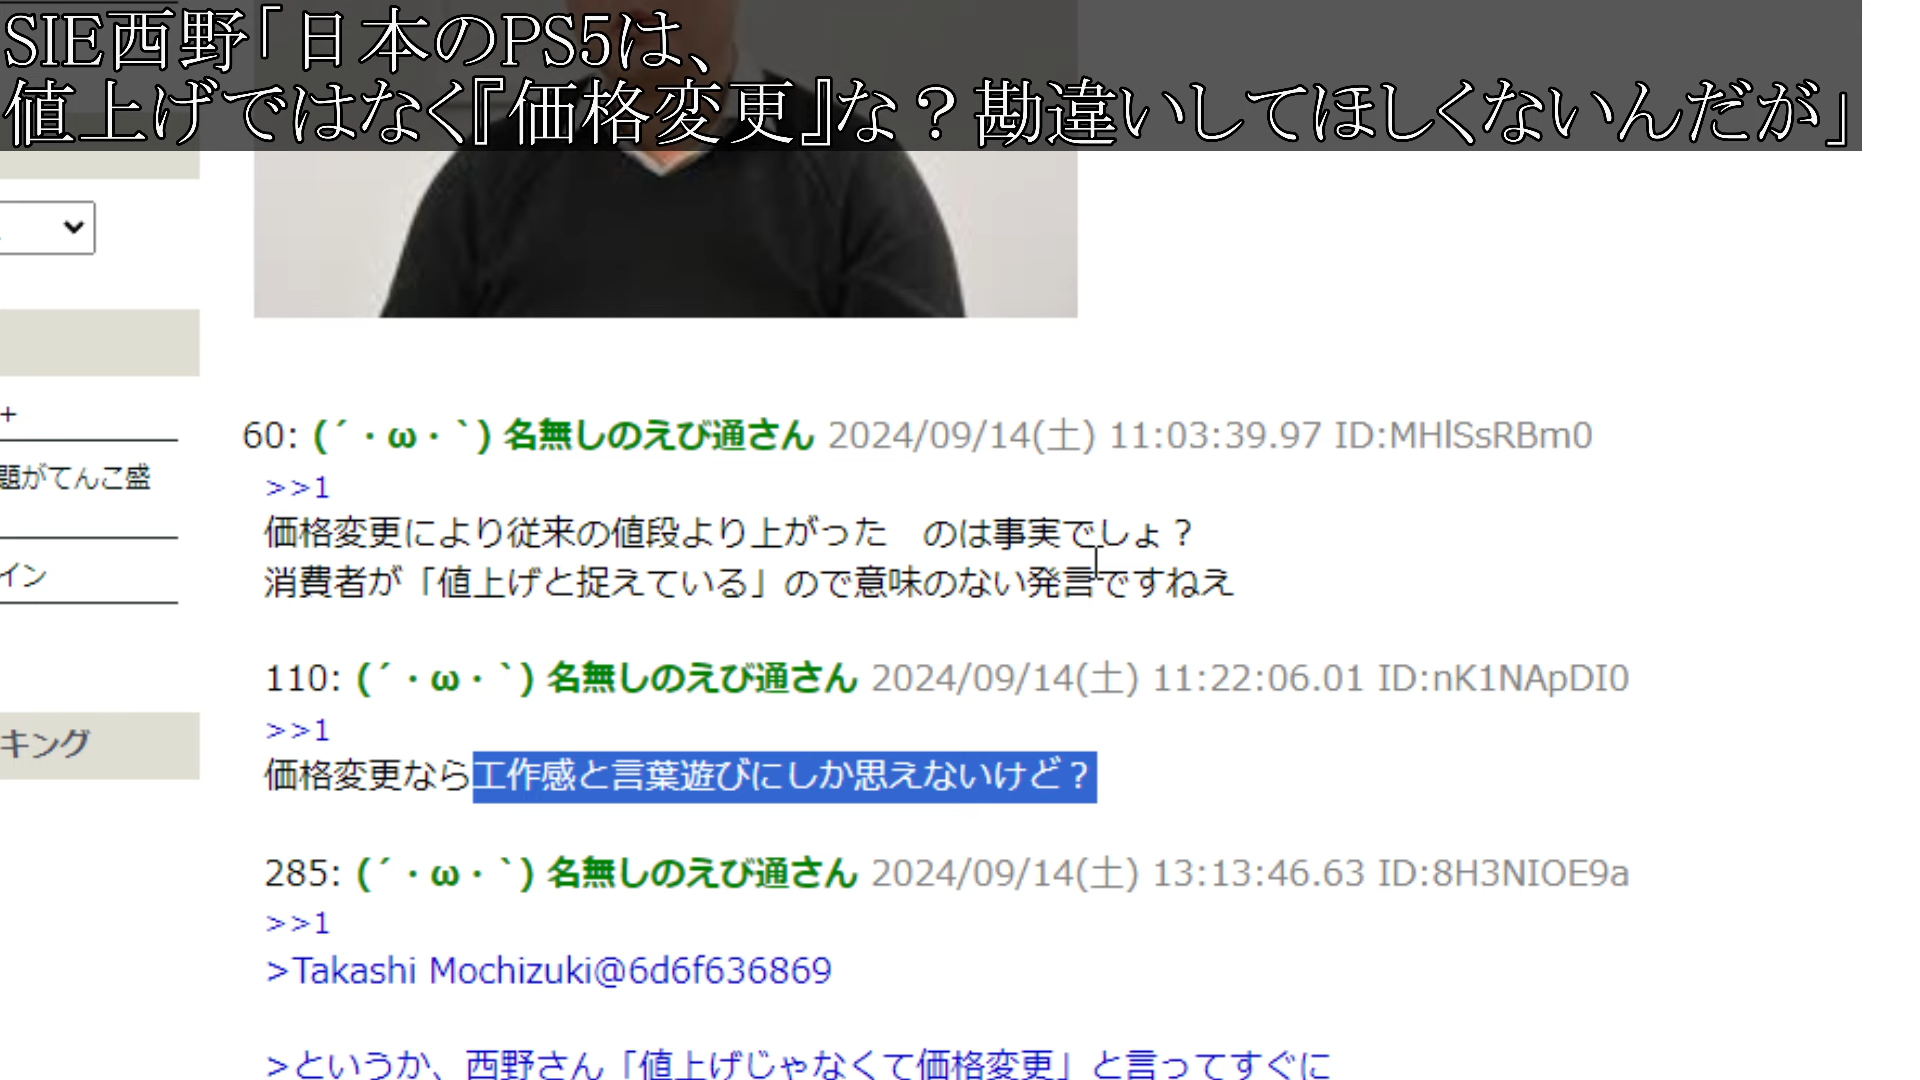 SIE西野「日本のPS5は、
値上げではなく『価格変更』な？勘違いしてほしくないんだが」
+
題がてんこ盛
イン
キング
60: (´・ω・`) 名無しのえび通さん 2024/09/14(土) 11:03:39.97 ID:MHlSsRBm0
>>1
価格変更により従来の値段より上がった　のは事実でしょ？
消費者が「値上げと捉えている」ので意味のない発言ですねえ
110: (´・ω・`) 名無しのえび通さん 2024/09/14(土) 11:22:06.01 ID:nK1NApDI0
>>1
価格変更なら工作感と言葉遊びにしか思えないけど？
285: (´・ω・`) 名無しのえび通さん 2024/09/14(土) 13:13:46.63 ID:8H3NIOE9a
>>1
>Takashi Mochizuki@6d6f636869
>というか、西野さん「値上げじゃなくて価格変更」と言ってすぐに